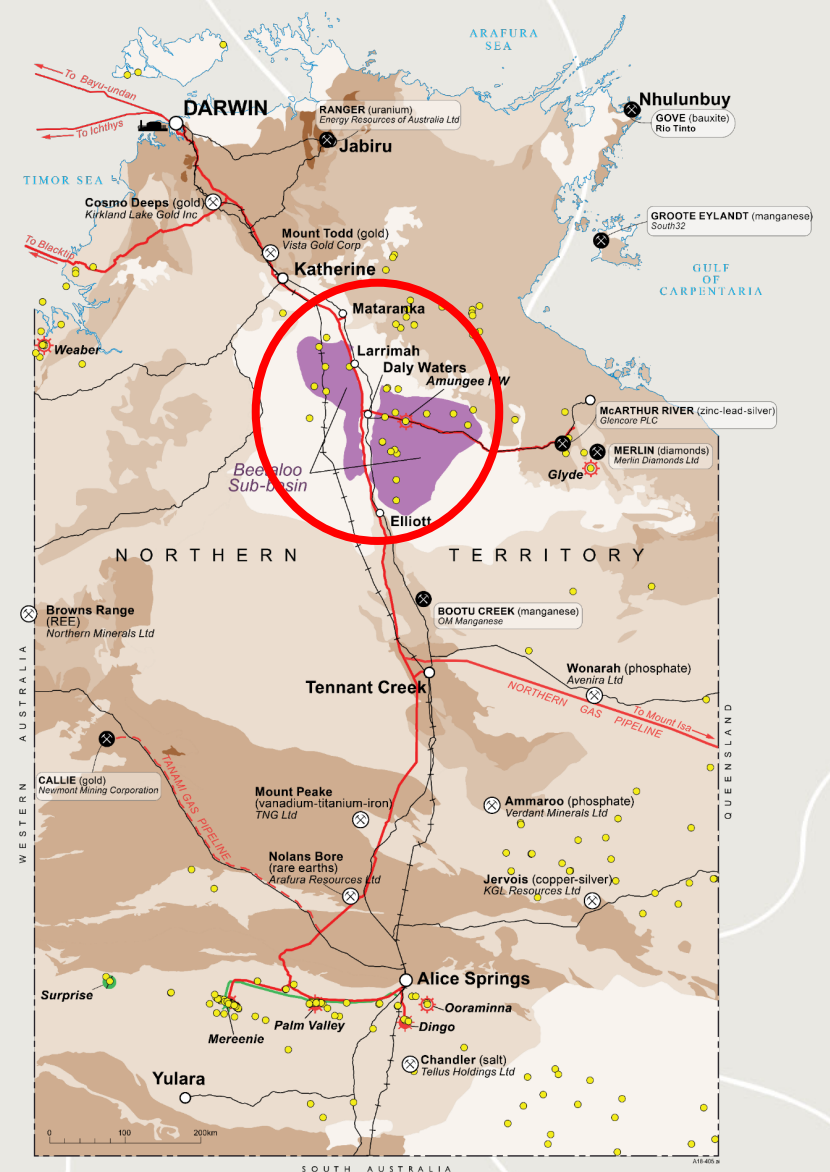 ARAFURA
SEA
To Bayu-undan
DARWIN
To Ichthys
RANGER (uranium)
Energy Resources of Australia Ltd
Jabiru
Nhulunbuy
GOVE (bauxite)
Rio Tinto
TIMOR SEA
Cosmo Deeps (gold)
Kirkland Lake Gold Inc
GROOTE EYLANDT (manganese)
South32
Mount Todd (gold)
Vista Gold Corp
To Blacktip
Katherine
GULF
OF
CARPENTARIA
Mataranka
Weaber
Larrimah
Daly Waters
Amungee NW
McARTHUR RIVER (zinc-lead-silver)
Glencore PLC
MERLIN (diamonds)
Merlin Diamonds Ltd
Glyde
Beetaloo
Sub-basin
Elliott
NORTHERN TERRITORY
Browns Range
(REE)
Northern Minerals Ltd
BOOTU CREEK (manganese)
OM Manganese
WESTERN AUSTRALIA
Wonarah (phosphate)
Avenira Ltd
Tennant Creek
NORTHERN GAS PIPELINE
To Mount Isa
QUEENSLAND
CALLIE (gold)
Newmont Mining Corporation
TANAMI GAS PIPELINE
Mount Peake
(vanadium-titanium-iron)
TNG Ltd
Ammaroo (phosphate)
Verdant Minerals Ltd
Nolans Bore
(rare earths)
Arafura Resources Ltd
Jervois (copper-silver)
KGL Resources Ltd
Alice Springs
Surprise
Mereenie
Palm Valley
Ooraminna
Dingo
Chandler (salt)
Tellus Holdings Ltd
Yulara
0 100 200km
A18-405.ai
SOUTH AUSTRALIA